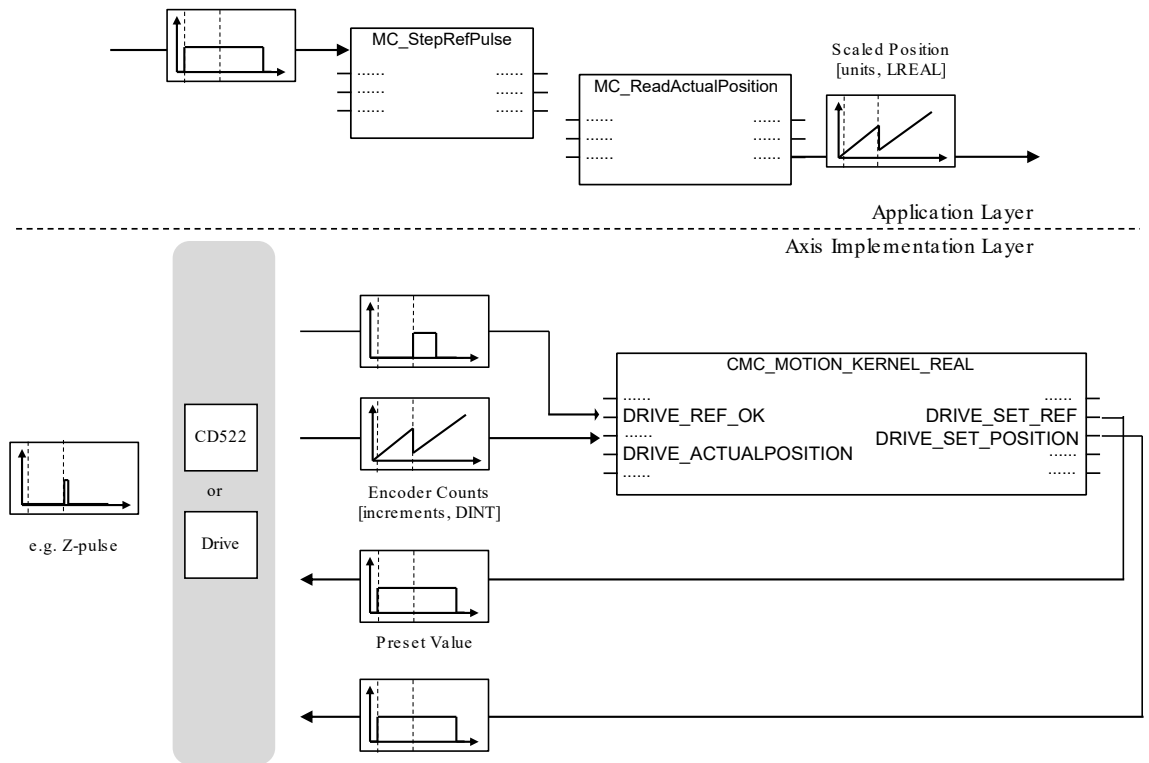 MC_StepRefPulse
......
......
......
MC_ReadActualPosition
...... ......
...... ......
...... ......
Scaled Position
[units, LREAL]
Application Layer
Axis Implementation Layer
CMC_MOTION_KERNEL_REAL
...... ......
DRIVE_REF_OK DRIVE_SET_REF
...... DRIVE_SET_POSITION
DRIVE_ACTUALPOSITION ......
...... ......
CD522
or
Drive
e.g. Z-pulse
Encoder Counts
[increments, DINT]
Preset Value